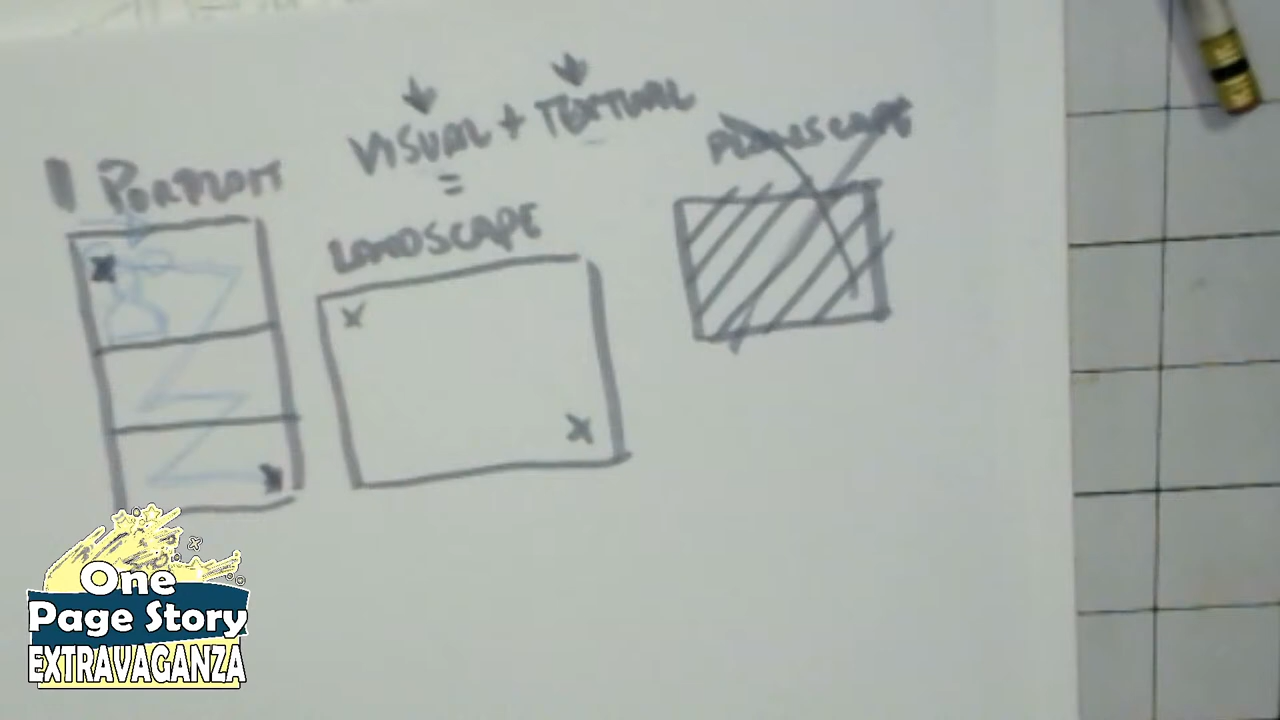 VISUAL + TEXTUAL
=
PORTRAIT
LANDSCAPE
One
Page Story
EXTRAVAGANZA